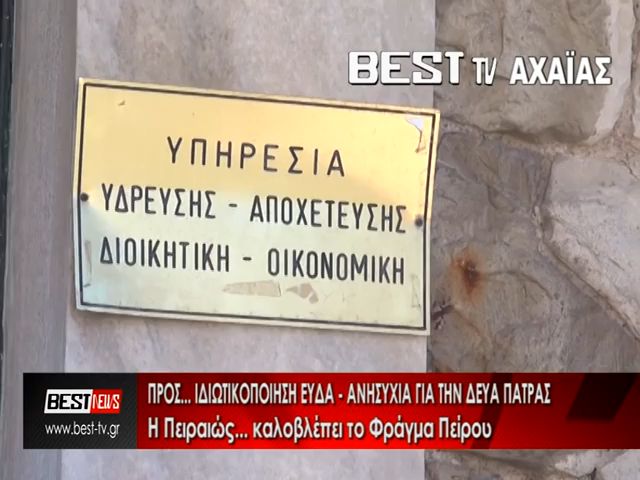 BEST TV ΑΧΑΪΑΣ
ΥΠΗΡΕΣΙΑ
ΥΔΡΕΥΣΗΣ - ΑΠΟΧΕΤΕΥΣΗΣ
ΔΙΟΙΚΗΤΙΚΗ - ΟΙΚΟΝΟΜΙΚΗ
BEST NEWS
www.best-tv.gr
ΠΡΟΣ... ΙΔΙΩΤΙΚΟΠΟΙΗΣΗ ΕΥΔΑ - ΑΝΗΣΥΧΙΑ ΓΙΑ ΤΗΝ ΔΕΥΑ ΠΑΤΡΑΣ
Η Πειραιώς... καλοβλέπει το Φράγμα Πείρου